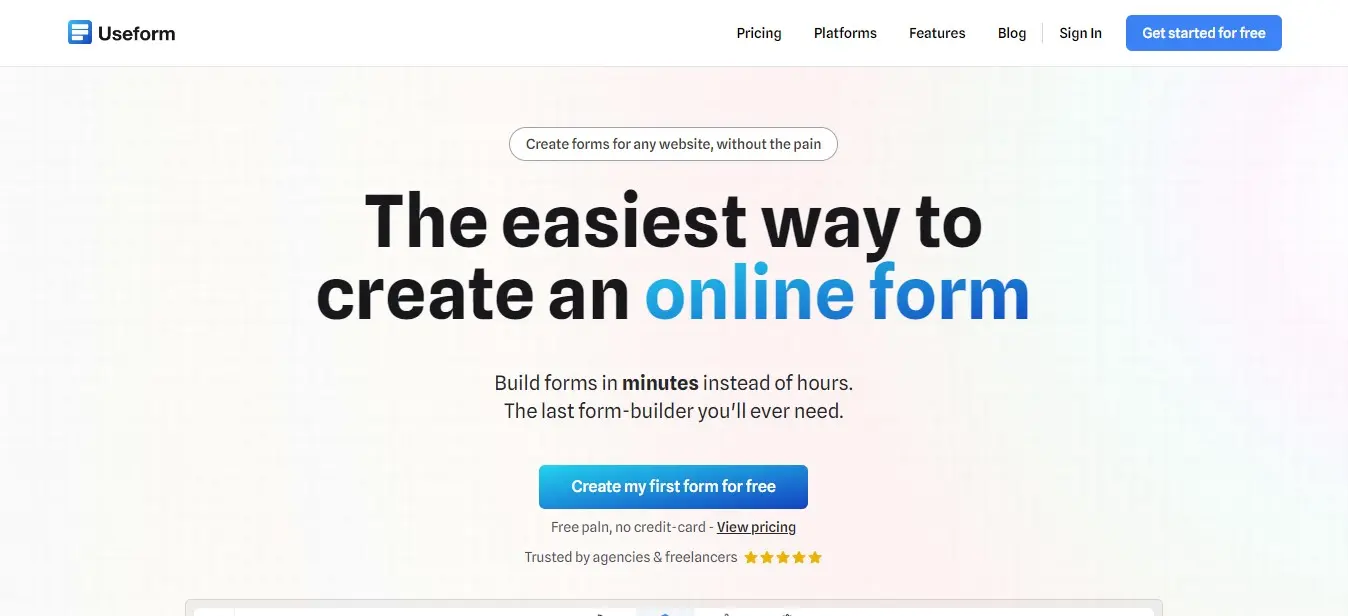 Useform
Pricing
Platforms
Features
Blog
Sign In
Get started for free
Create forms for any website, without the pain
The easiest way to
create an online form
Build forms in minutes instead of hours.
The last form-builder you'll ever need.
Create my first form for free
Free paln, no credit-card - View pricing
Trusted by agencies & freelancers